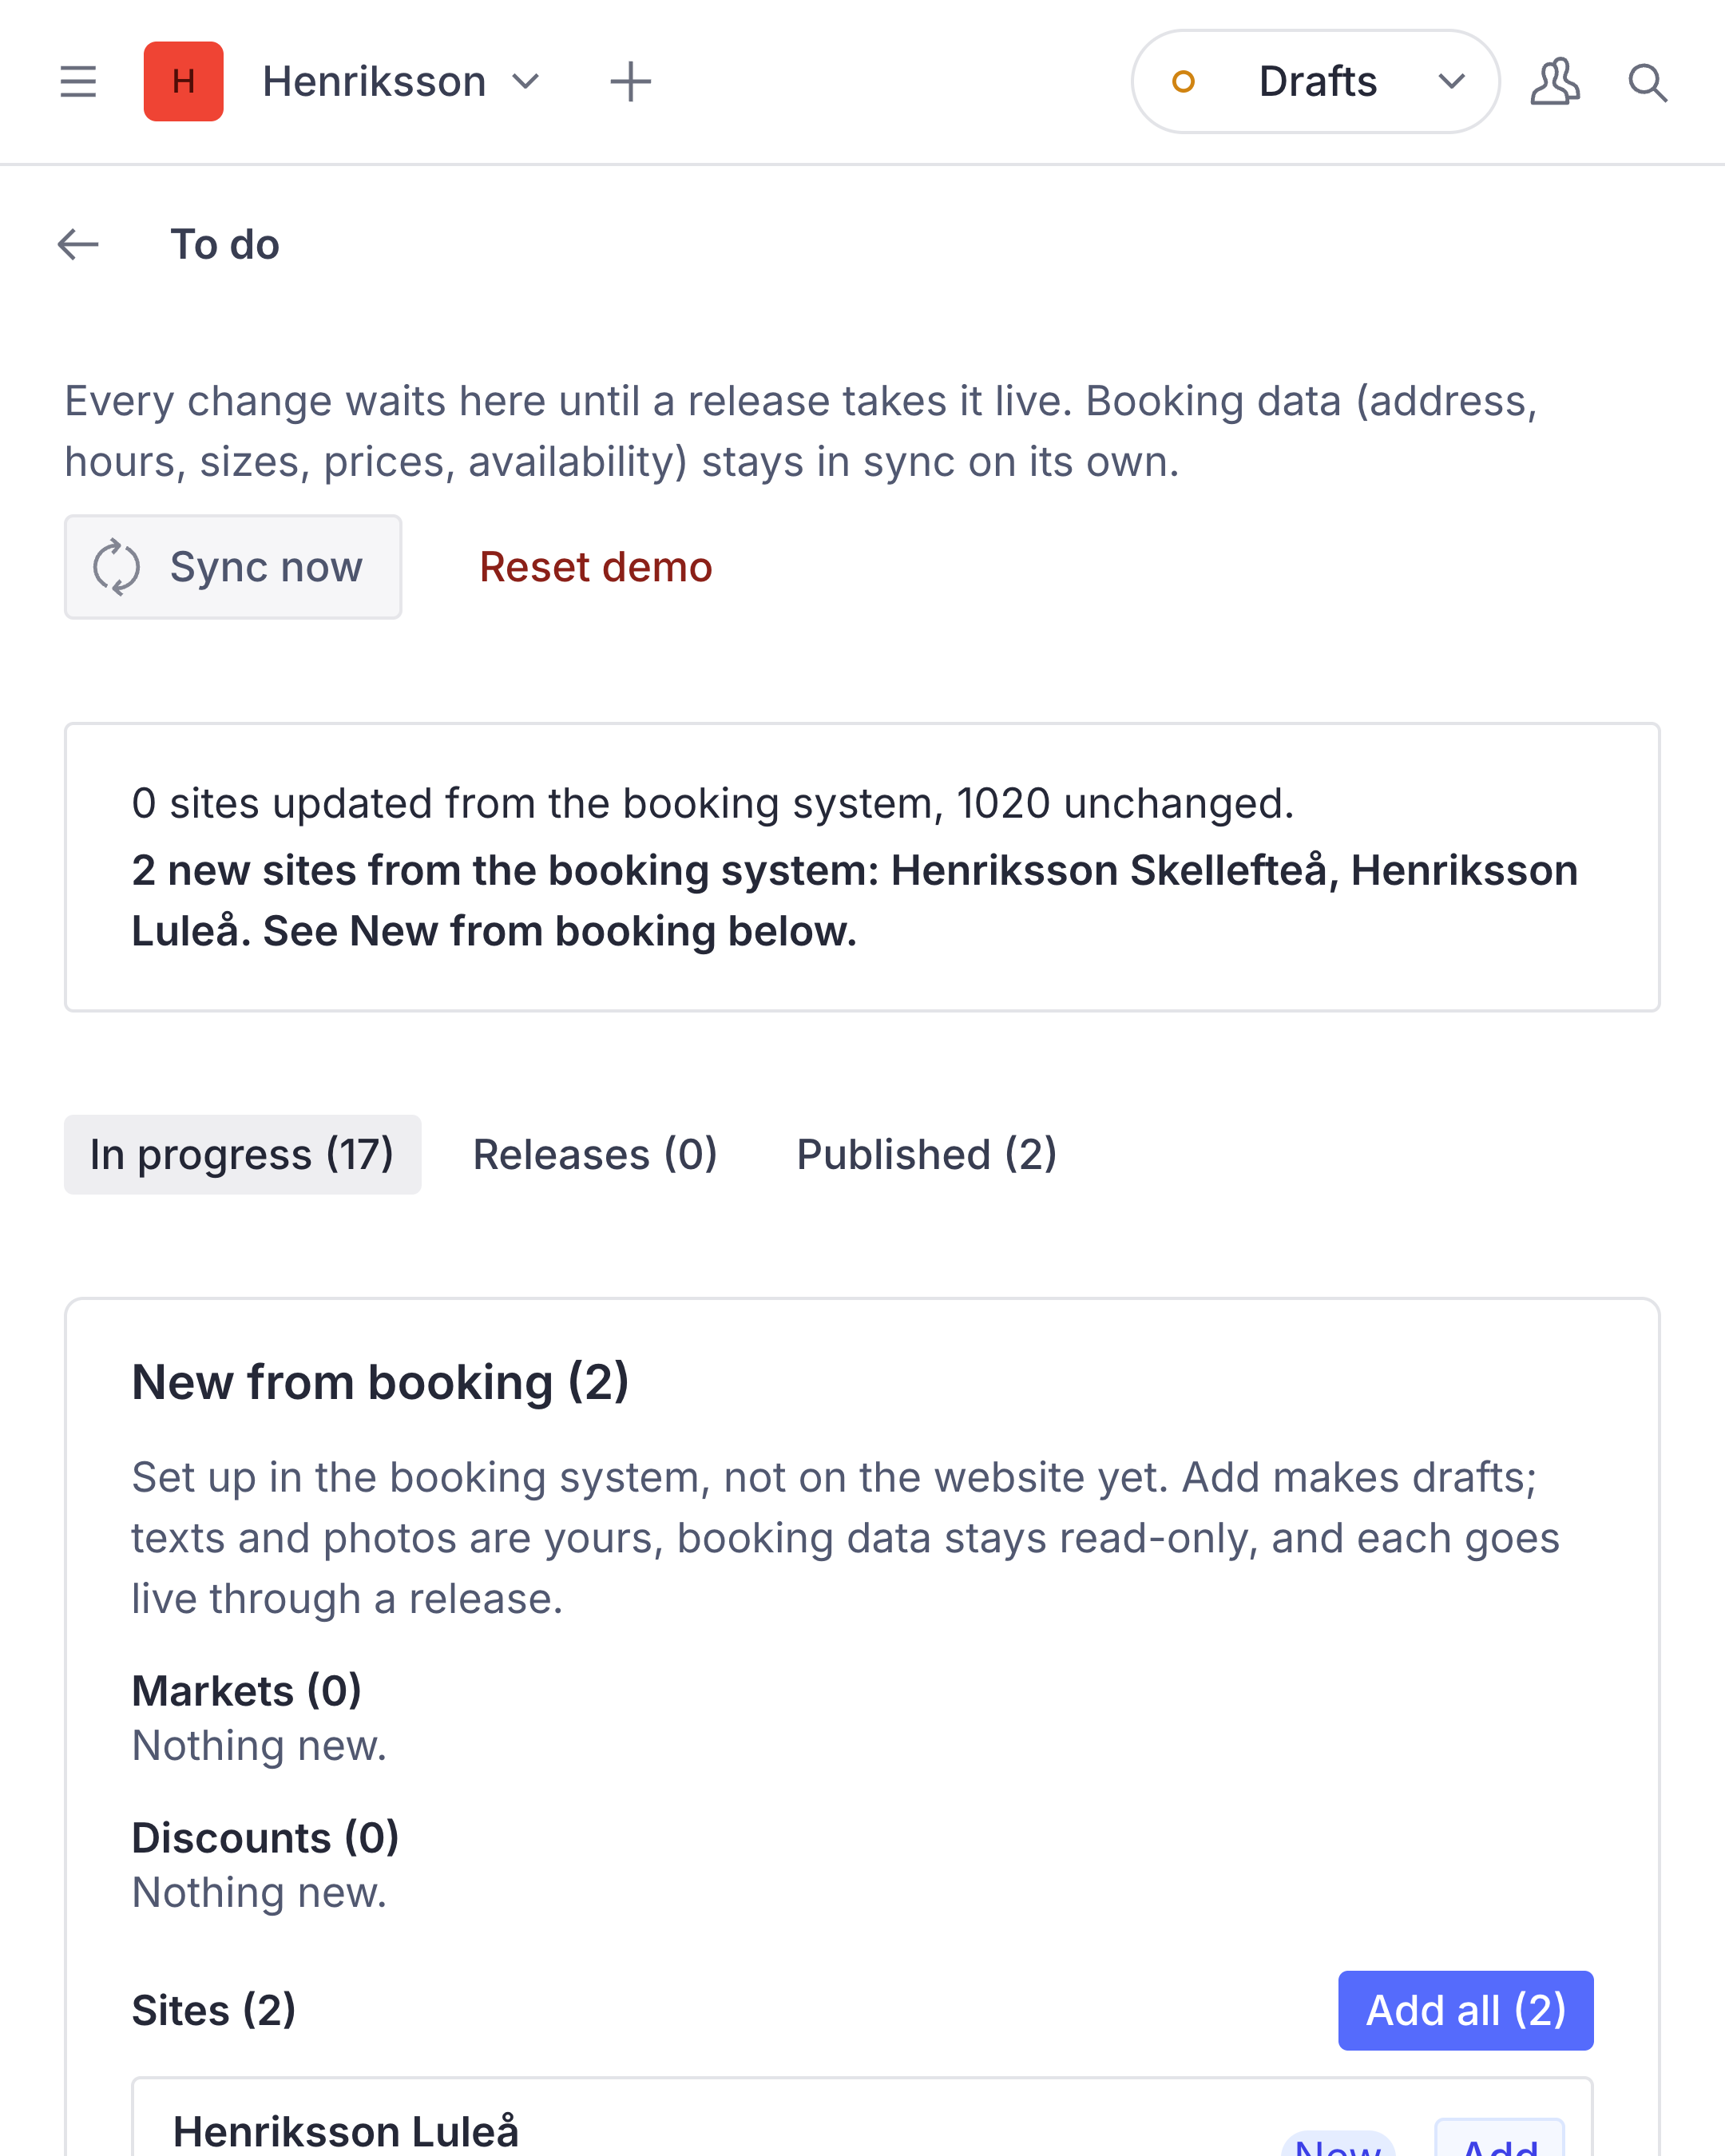 H Henriksson Drafts
To do
Every change waits here until a release takes it live. Booking data (address,
hours, sizes, prices, availability) stays in sync on its own.
Sync now Reset demo
0 sites updated from the booking system, 1020 unchanged.
2 new sites from the booking system: Henriksson Skellefteå, Henriksson
Luleå. See New from booking below.
In progress (17) Releases (0) Published (2)
New from booking (2)
Set up in the booking system, not on the website yet. Add makes drafts;
texts and photos are yours, booking data stays read-only, and each goes
live through a release.
Markets (0)
Nothing new.
Discounts (0)
Nothing new.
Sites (2) Add all (2)
Henriksson Luleå
New Add